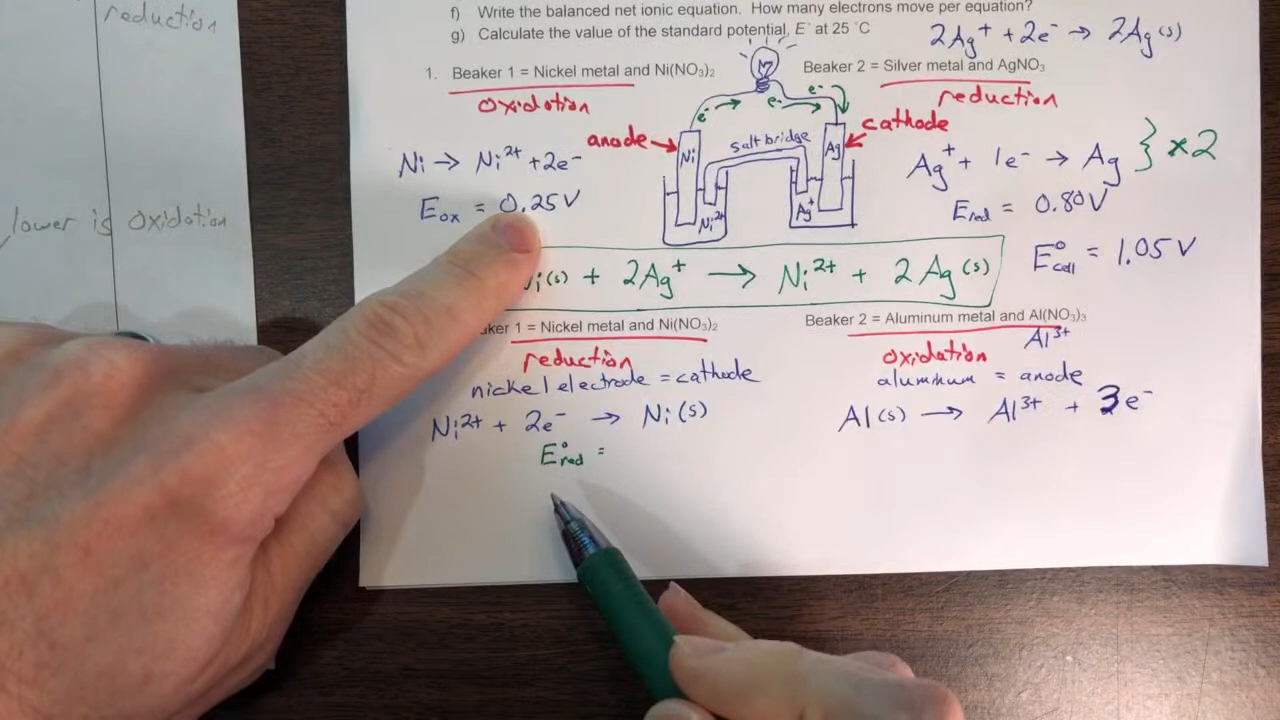 reduction
lower is oxidation
f) Write the balanced net ionic equation. How many electrons move per equation?
g) Calculate the value of the standard potential, E° at 25 °C
2Ag⁺ + 2e⁻ → 2Ag(s)
1. Beaker 1 = Nickel metal and Ni(NO₃)₂
Beaker 2 = Silver metal and AgNO₃
oxidation
reduction
e⁻ e⁻ e⁻
anode
cathode
salt bridge
Ni
Ag
Ni²⁺
Ag⁺
Ni → Ni²⁺ + 2e⁻
Ag⁺ + 1e⁻ → Ag } ×2
Eox = 0.25V
Ered = 0.80V
E°cell = 1.05 V
Ni(s) + 2Ag⁺ → Ni²⁺ + 2Ag(s)
aker 1 = Nickel metal and Ni(NO₃)₂
Beaker 2 = Aluminum metal and Al(NO₃)₃
Al³⁺
reduction
oxidation
nickel electrode = cathode
aluminum = anode
Ni²⁺ + 2e⁻ → Ni(s)
Al(s) → Al³⁺ + 3e⁻
E°red =